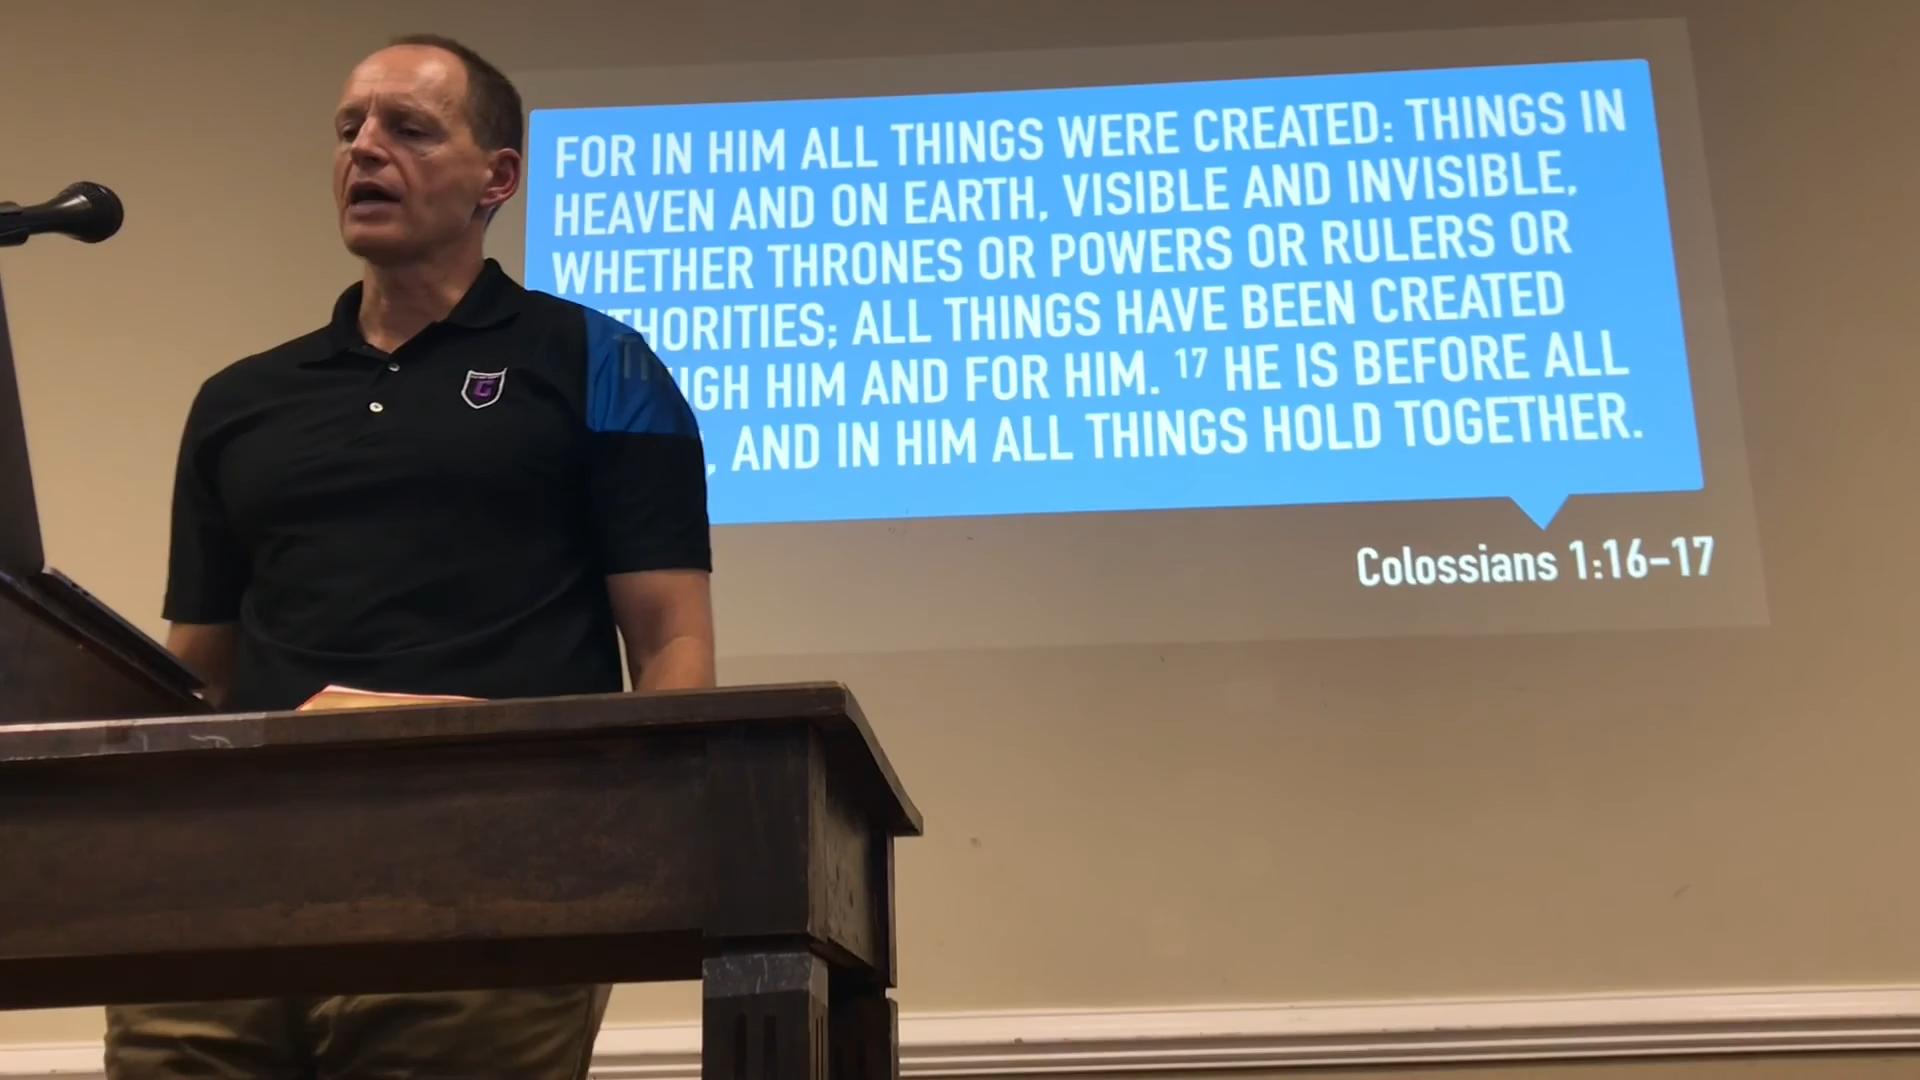 FOR IN HIM ALL THINGS WERE CREATED: THINGS IN
HEAVEN AND ON EARTH, VISIBLE AND INVISIBLE,
WHETHER THRONES OR POWERS OR RULERS OR
THORITIES; ALL THINGS HAVE BEEN CREATED
UGH HIM AND FOR HIM. 17 HE IS BEFORE ALL
, AND IN HIM ALL THINGS HOLD TOGETHER.
Colossians 1:16–17
G